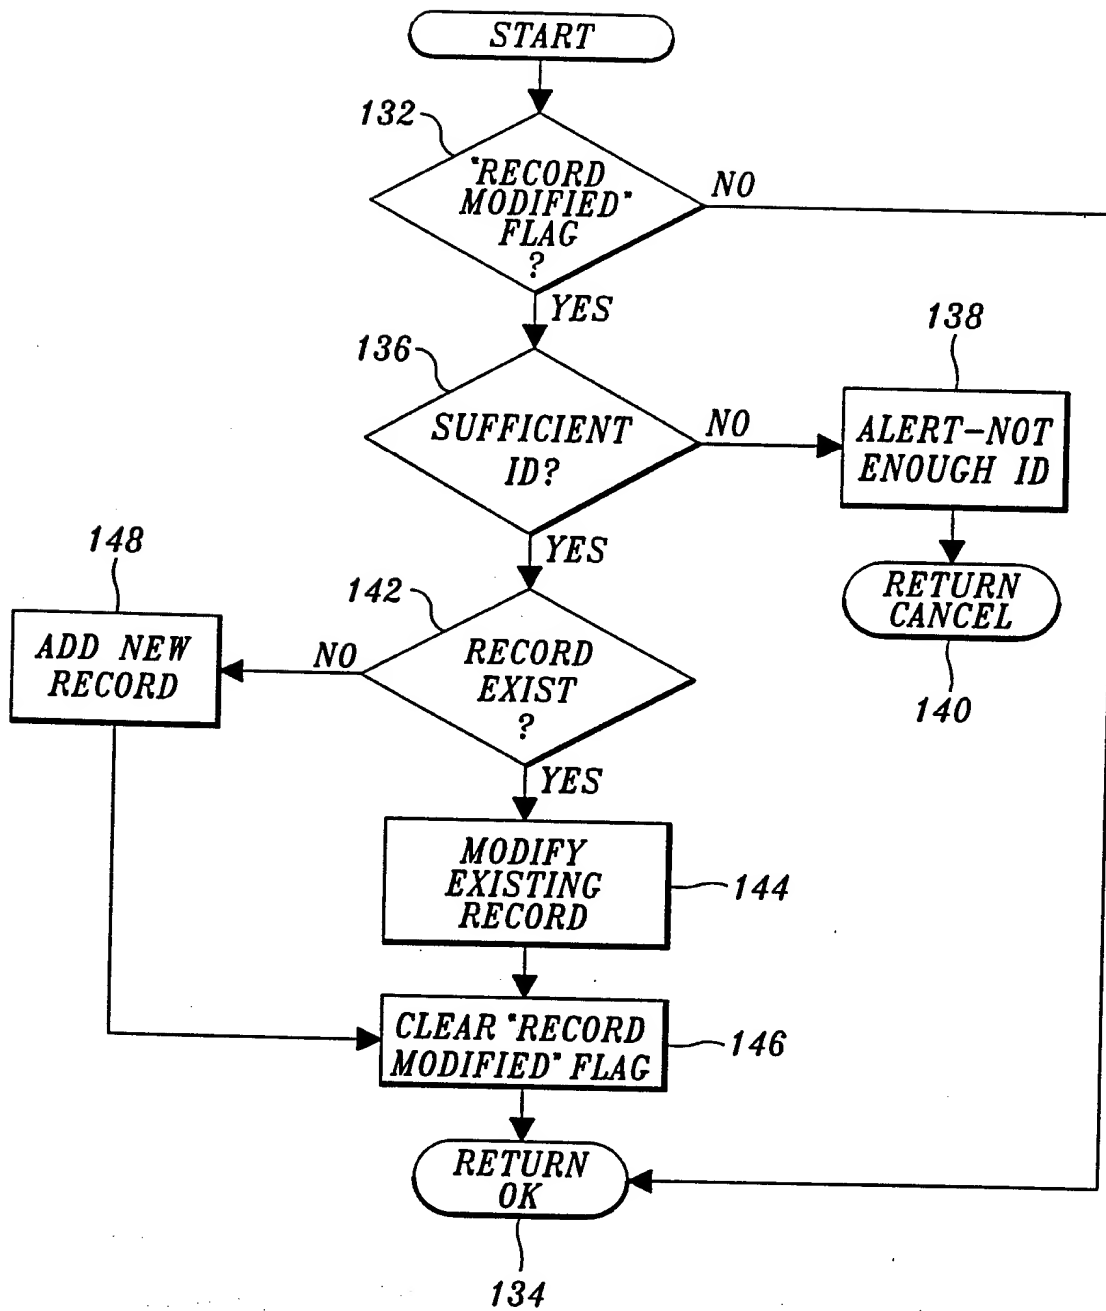 START
132
"RECORD
MODIFIED"
FLAG
?
NO
YES
136
SUFFICIENT
ID?
NO
138
ALERT-NOT
ENOUGH ID
RETURN
CANCEL
140
YES
142
RECORD
EXIST
?
NO
148
ADD NEW
RECORD
YES
MODIFY
EXISTING
RECORD
144
CLEAR "RECORD
MODIFIED" FLAG
146
RETURN
OK
134